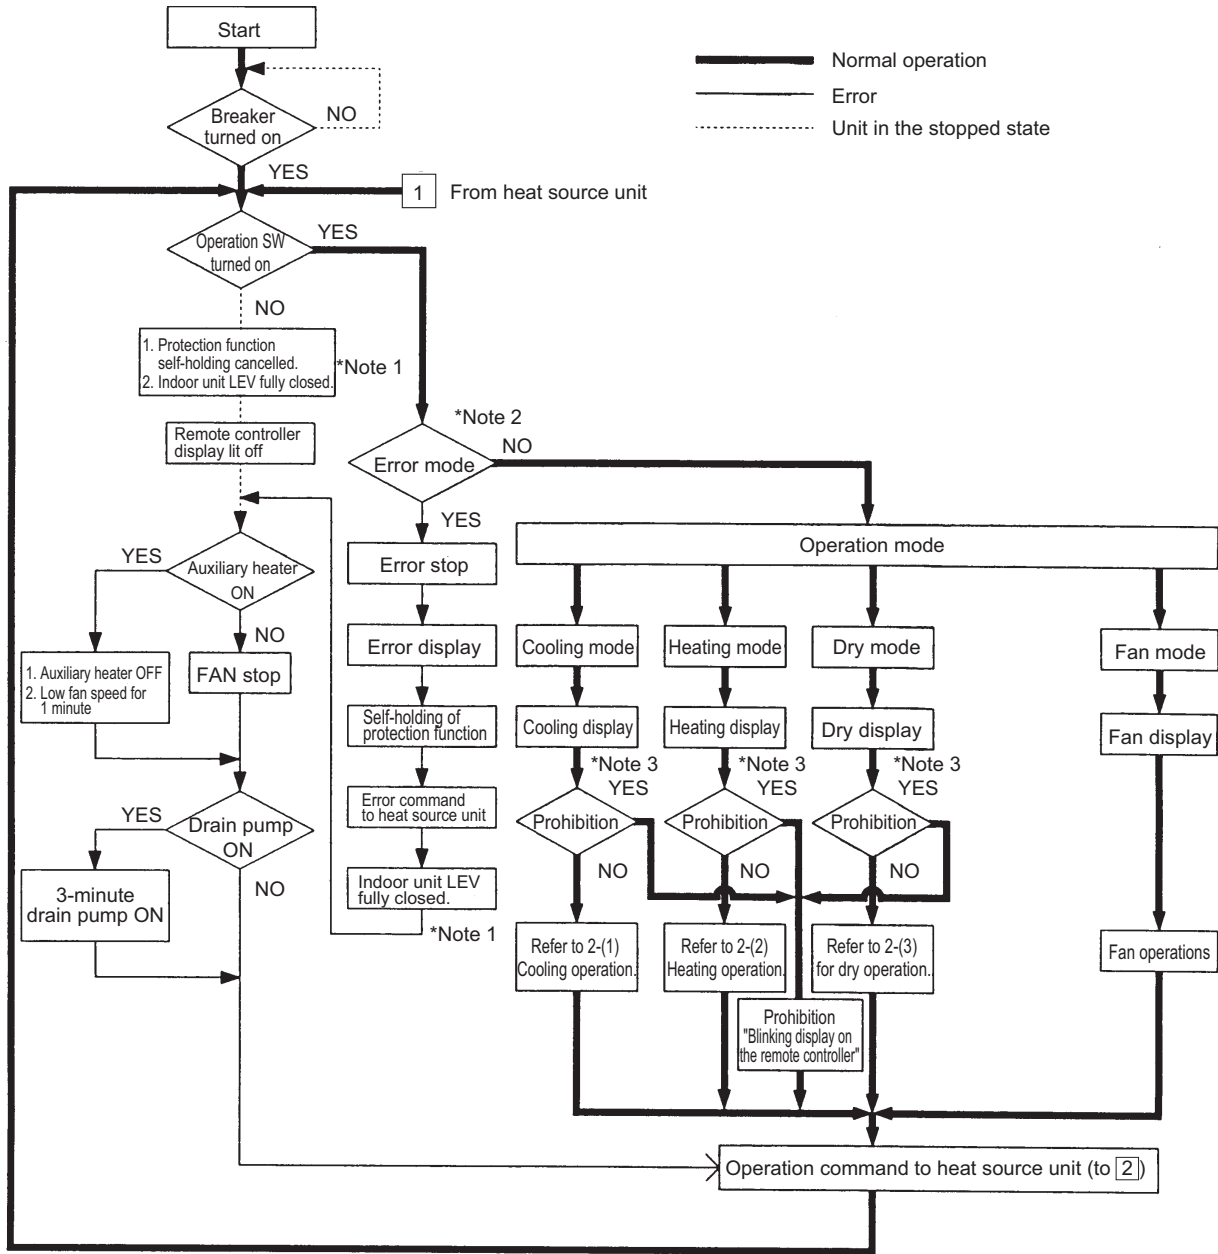 Start
Normal operation
Error
Unit in the stopped state
Breaker
turned on
NO
YES
1
From heat source unit
Operation SW
turned on
YES
NO
1. Protection function
self-holding cancelled.
2. Indoor unit LEV fully closed.
*Note 1
Remote controller
display lit off
*Note 2
Error mode
NO
YES
Auxiliary heater
ON
YES
NO
1. Auxiliary heater OFF
2. Low fan speed for
1 minute
FAN stop
Drain pump
ON
YES
NO
3-minute
drain pump ON
Error stop
Error display
Self-holding of
protection function
Error command
to heat source unit
Indoor unit LEV
fully closed.
*Note 1
Operation mode
Cooling mode
Heating mode
Dry mode
Fan mode
Cooling display
Heating display
Dry display
Fan display
*Note 3
YES
*Note 3
YES
*Note 3
YES
Prohibition
Prohibition
Prohibition
NO
NO
NO
Refer to 2-(1)
Cooling operation.
Refer to 2-(2)
Heating operation.
Refer to 2-(3)
for dry operation.
Fan operations
Prohibition
"Blinking display on
the remote controller"
Operation command to heat source unit (to 2)